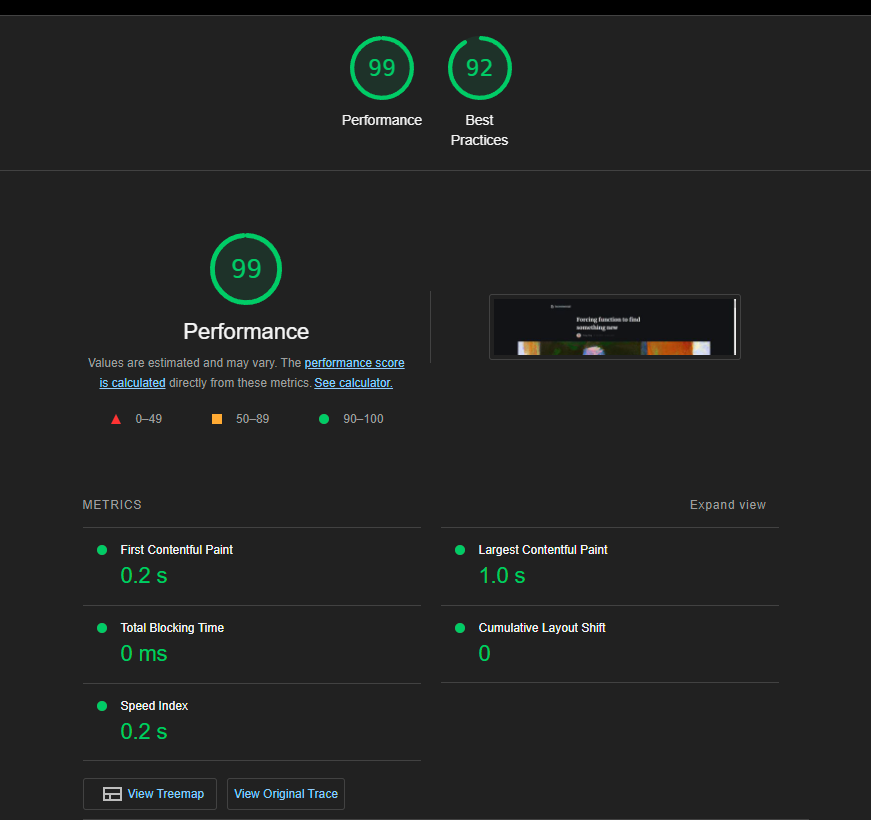 99
92
Performance
Best
Practices
99
Performance
Values are estimated and may vary. The performance score
is calculated directly from these metrics. See calculator.
0–49
50–89
90–100
Forcing function to find
something new
METRICS
Expand view
First Contentful Paint
0.2 s
Largest Contentful Paint
1.0 s
Total Blocking Time
0 ms
Cumulative Layout Shift
0
Speed Index
0.2 s
View Treemap
View Original Trace